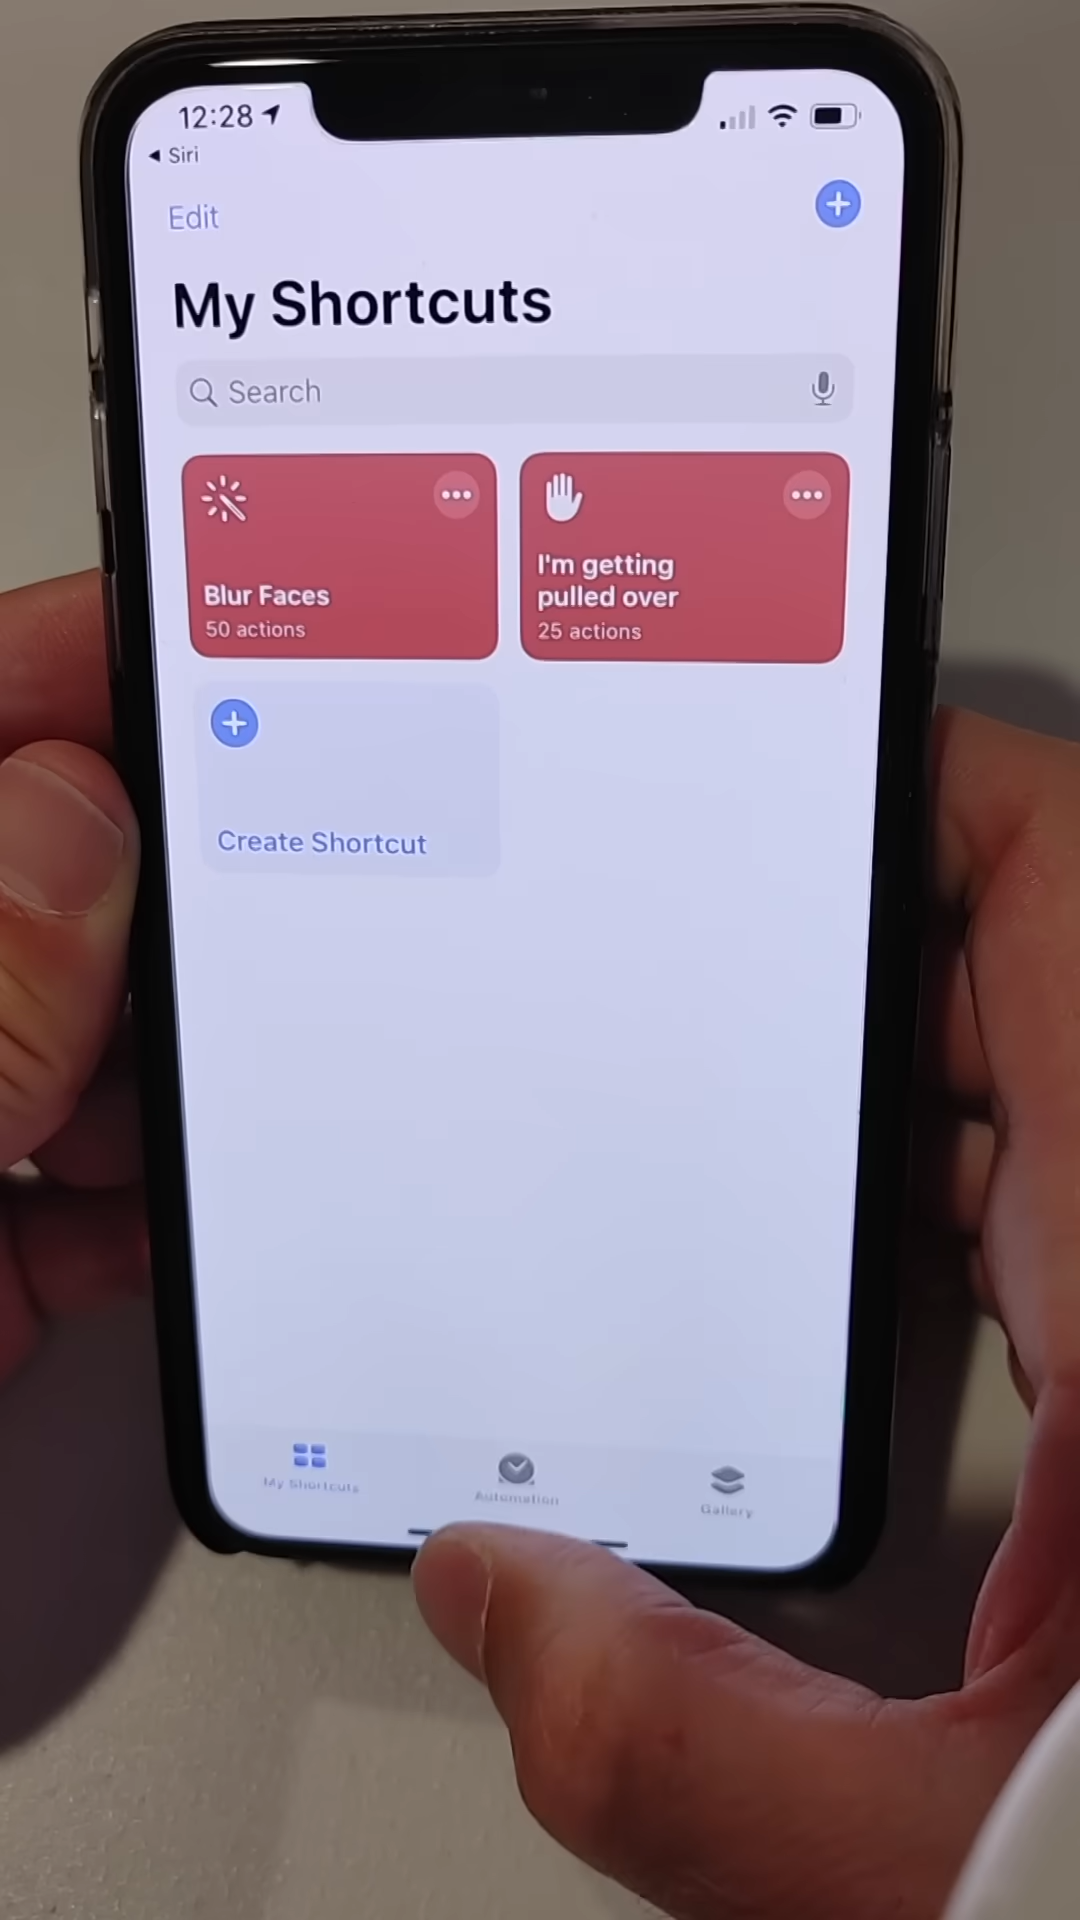 12:28
Siri
Edit
My Shortcuts
Search
Blur Faces
50 actions
I'm getting
pulled over
25 actions
Create Shortcut
My Shortcuts
Automation
Gallery